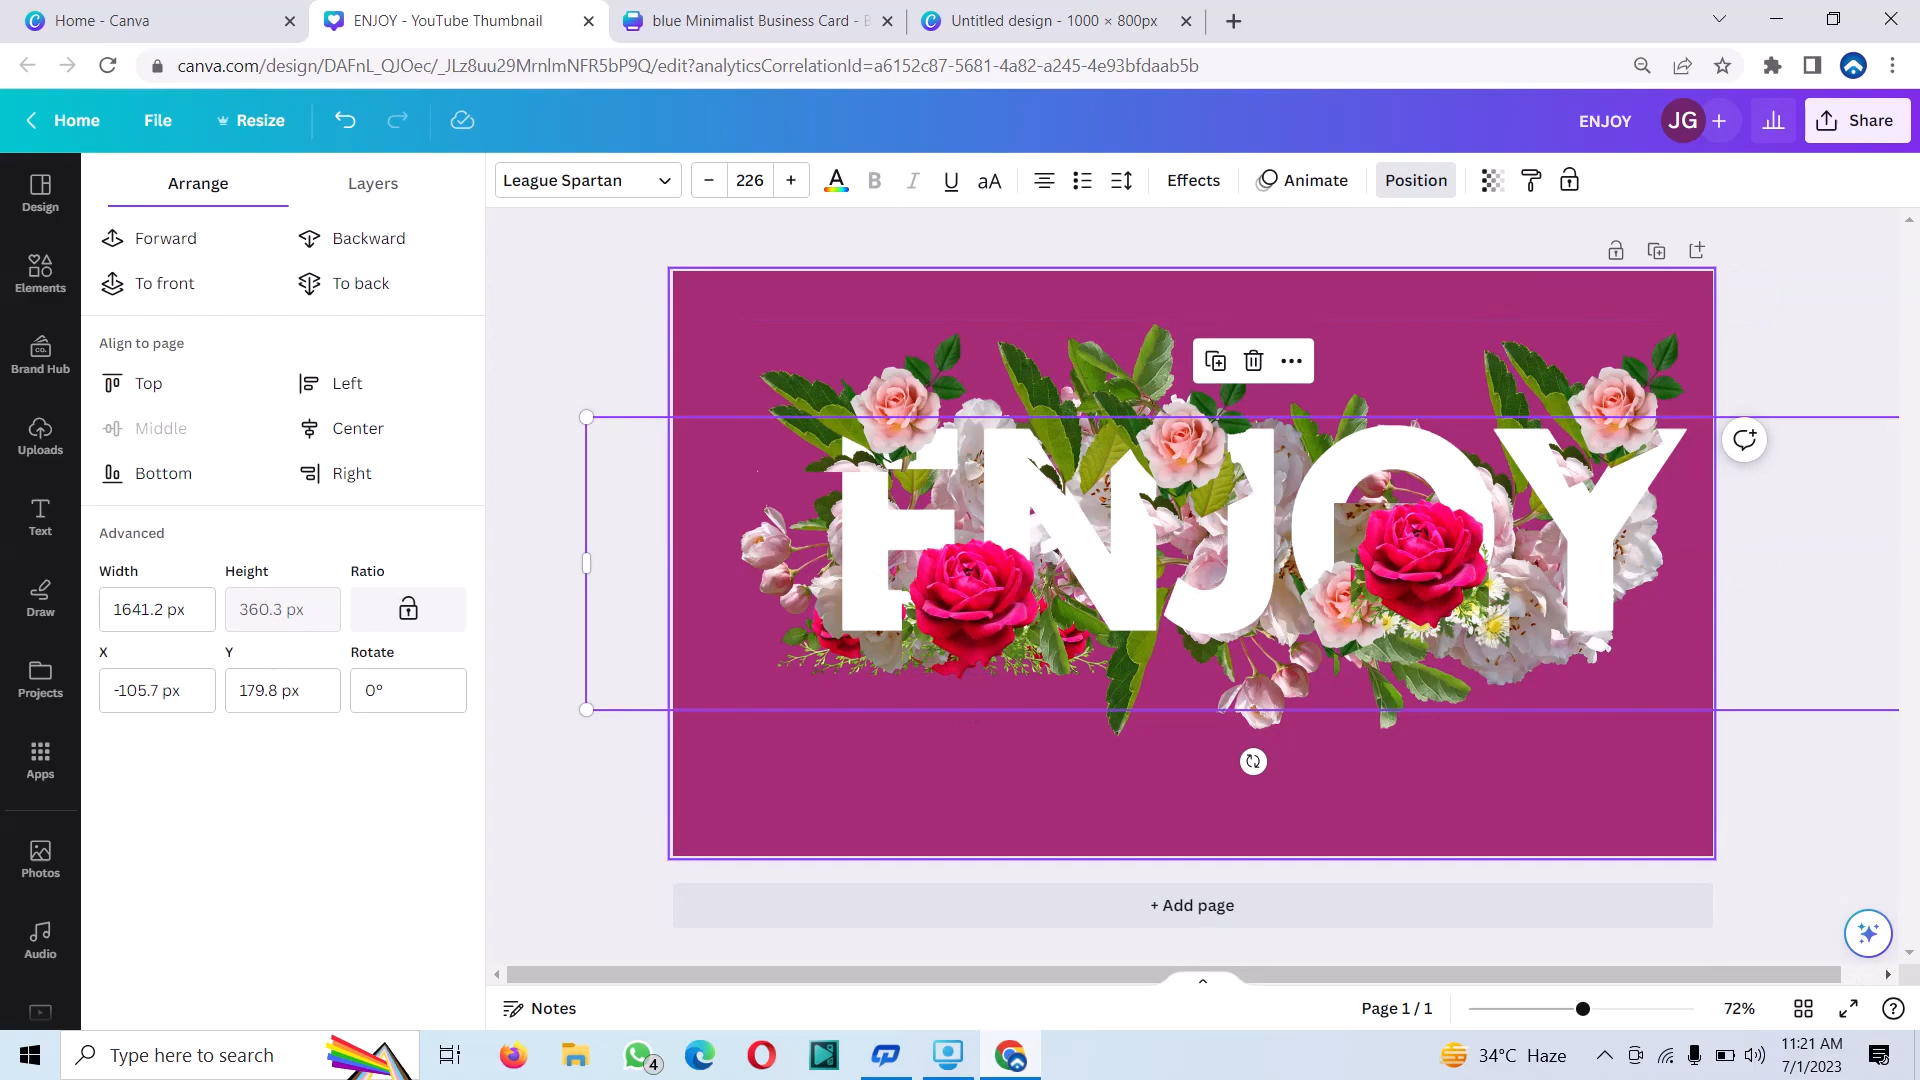 Home - Canva
ENJOY - YouTube Thumbnail
blue Minimalist Business Card - B
Untitled design - 1000 × 800px
canva.com/design/DAFnL_QJOec/_JLz8uu29MrnlmNFR5bP9Q/edit?analyticsCorrelationId=a6152c87-5681-4a82-a245-4e93bfdaab5b
Home
File
Resize
ENJOY
JG
Share
Design
Elements
Brand Hub
Uploads
Text
Draw
Projects
Apps
Photos
Audio
Arrange
Layers
Forward
Backward
To front
To back
Align to page
Top
Left
Middle
Center
Bottom
Right
Advanced
Width
Height
Ratio
1641.2 px
360.3 px
X
Y
Rotate
-105.7 px
179.8 px
0°
League Spartan
226
aA
Effects
Animate
Position
ENJOY
+ Add page
Notes
Page 1 / 1
72%
Type here to search
4
34°C Haze
11:21 AM
7/1/2023